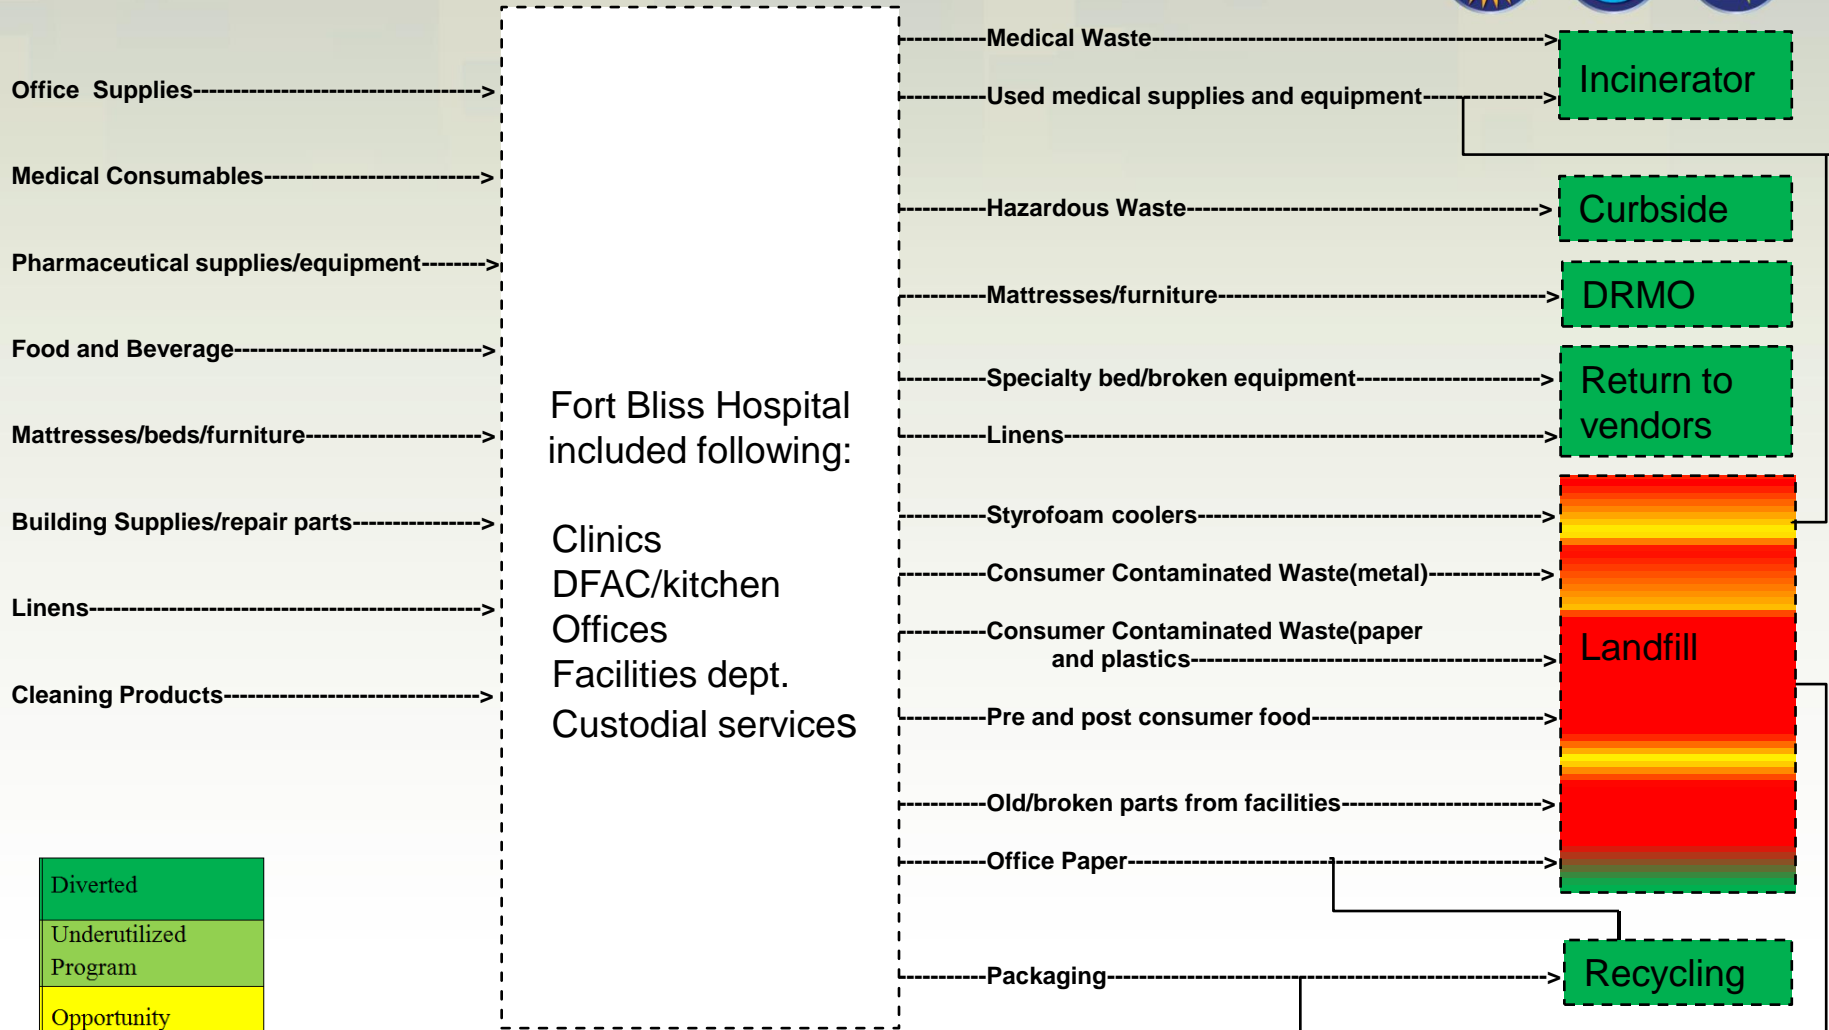 Office  Supplies
Medical Consumables
Pharmaceutical supplies/equipment
Food and Beverage
Mattresses/beds/furniture
Building Supplies/repair parts
Linens
Cleaning Products
Diverted
Underutilized
Program
Opportunity
Fort Bliss Hospital
included following:
Clinics
DFAC/kitchen
Offices
Facilities dept.
Custodial services
Medical Waste
Used medical supplies and equipment
Hazardous Waste
Mattresses/furniture
Specialty bed/broken equipment
Linens
Styrofoam coolers
Consumer Contaminated Waste(metal)
Consumer Contaminated Waste(paper
and plastics
Pre and post consumer food
Old/broken parts from facilities
Office Paper
Packaging
Incinerator
Curbside
DRMO
Return to
vendors
Landfill
Recycling